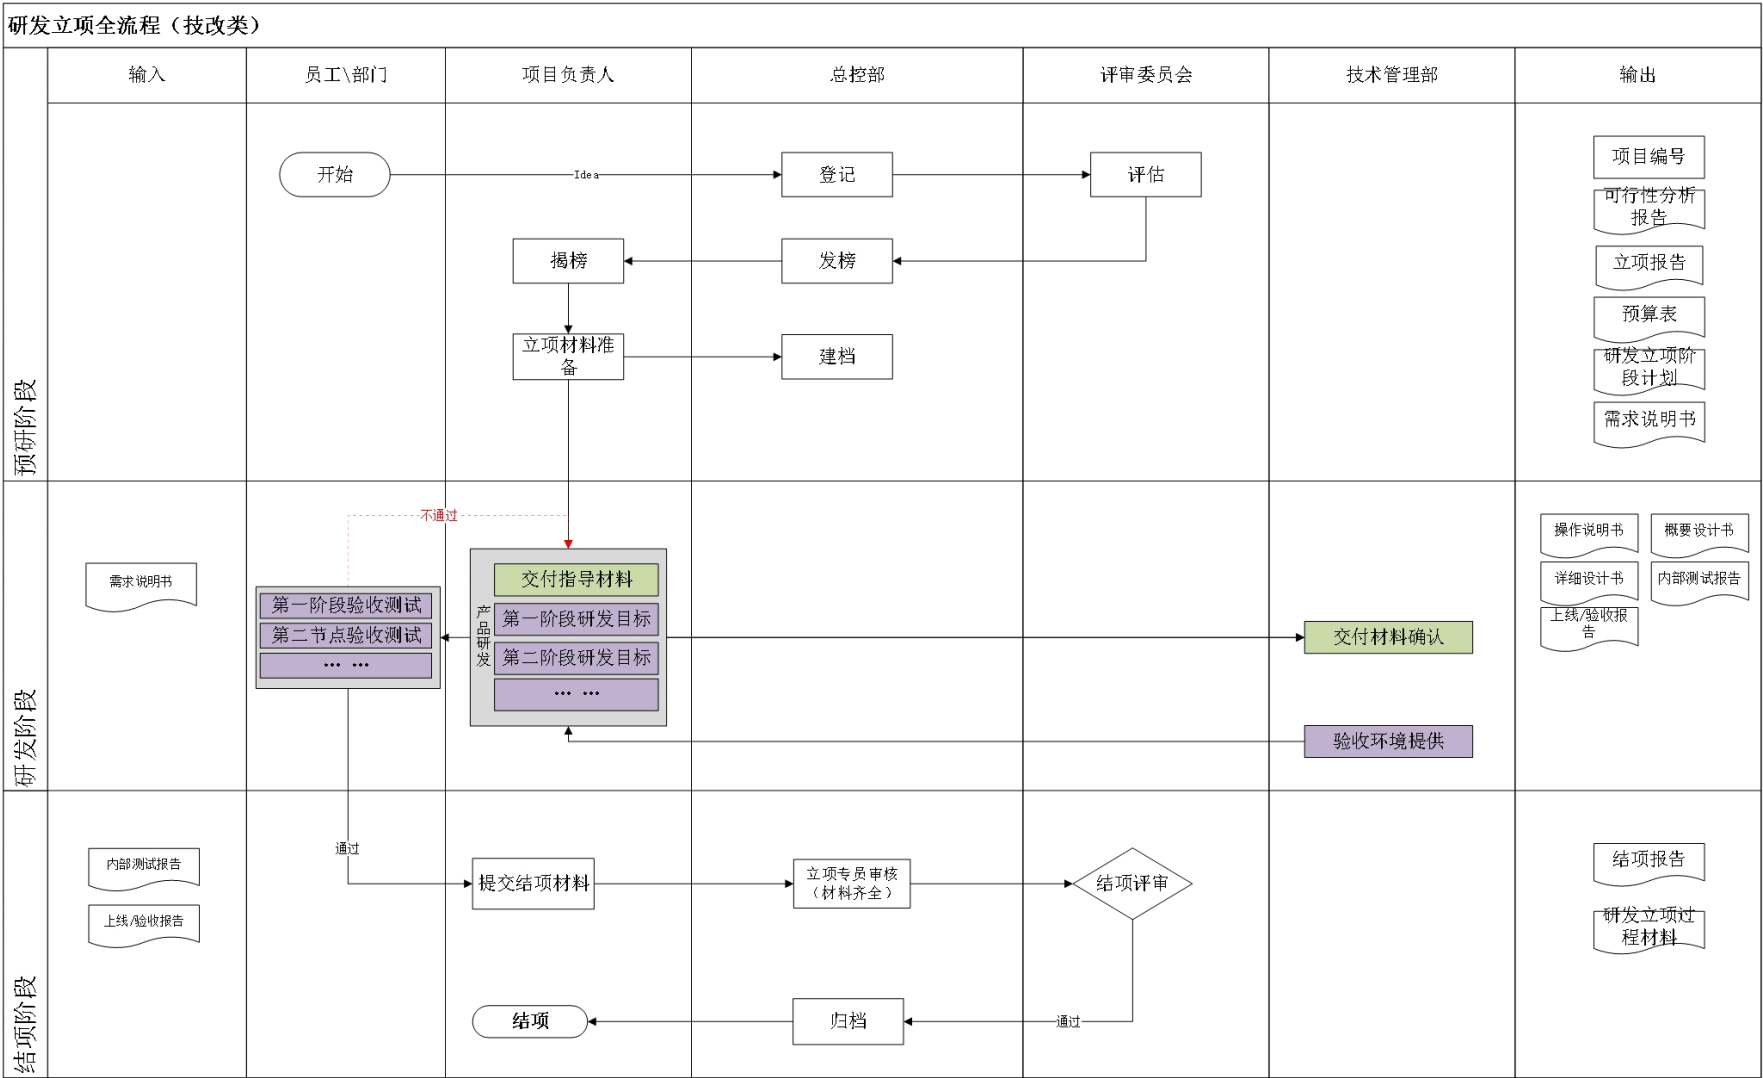 研发立项全流程（技改类）
输入
员工\部门
项目负责人
总控部
评审委员会
技术管理部
输出
预研阶段
开始
Idea
登记
评估
揭榜
发榜
立项材料准
备
建档
项目编号
可行性分析
报告
立项报告
预算表
研发立项阶
段计划
需求说明书
研发阶段
需求说明书
不通过
第一阶段验收测试
第二节点验收测试
… …
产品研发
交付指导材料
第一阶段研发目标
第二阶段研发目标
… …
交付材料确认
验收环境提供
操作说明书
概要设计书
详细设计书
内部测试报告
上线/验收报
告
结项阶段
内部测试报告
上线/验收报告
通过
提交结项材料
立项专员审核
（材料齐全）
结项评审
通过
归档
结项
结项报告
研发立项过
程材料